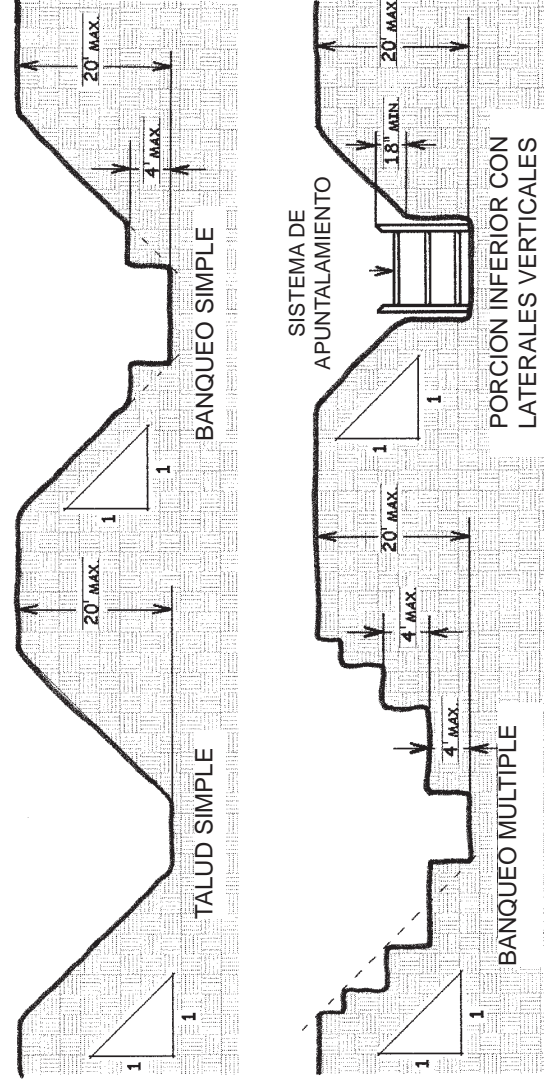 20' MAX.
1
1
TALUD SIMPLE
20' MAX.
4' MAX.
1
1
BANQUEO SIMPLE
20' MAX.
4' MAX.
4' MAX.
1
1
BANQUEO MULTIPLE
SISTEMA DE
APUNTALAMIENTO
20' MAX.
18" MIN.
1
1
PORCION INFERIOR CON
LATERALES VERTICALES